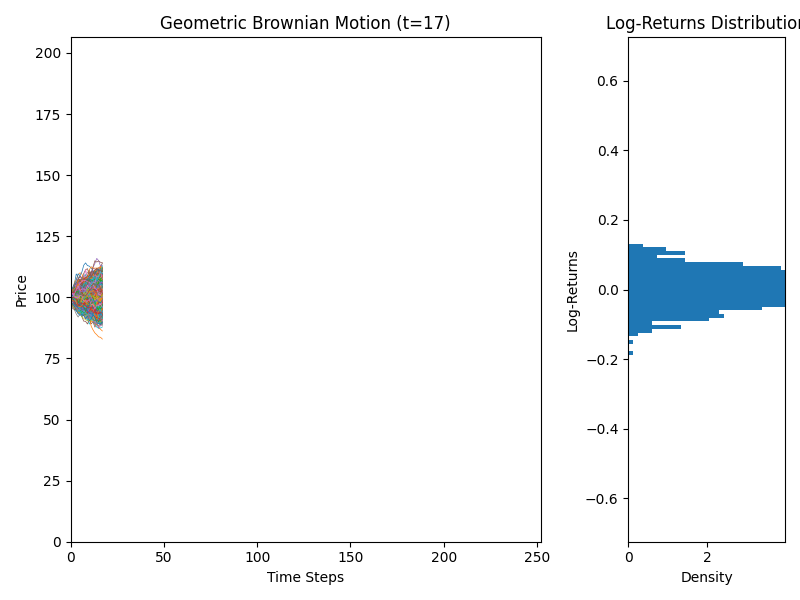 Geometric Brownian Motion (t=17)
Log-Returns Distribution
Price
200
175
150
125
100
75
50
25
0
0 50 100 150 200 250
Time Steps
Log-Returns
0.6
0.4
0.2
0.0
−0.2
−0.4
−0.6
0 2
Density